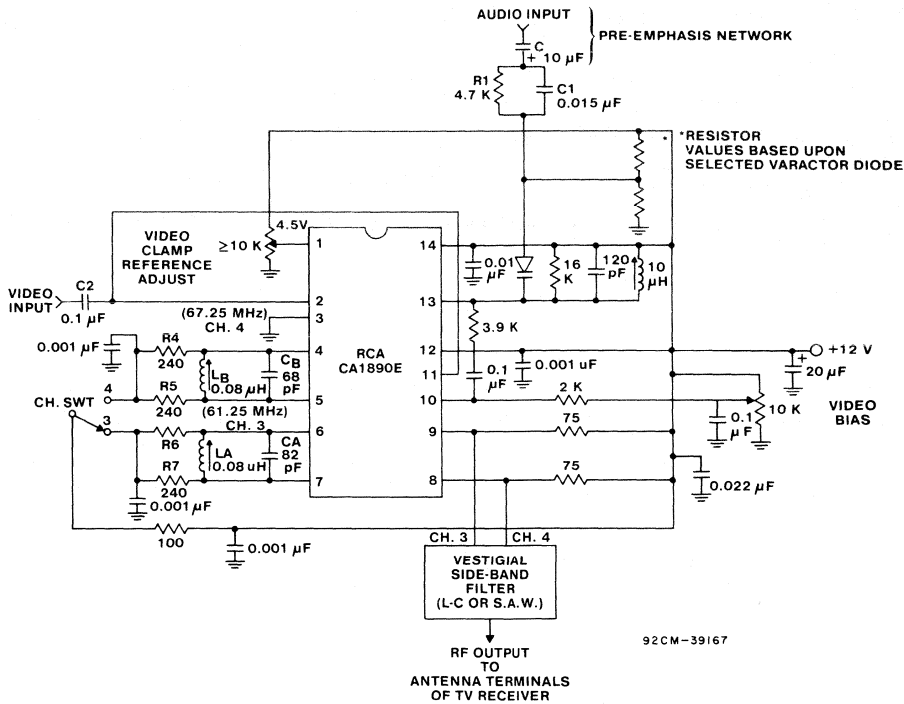 AUDIO INPUT
PRE-EMPHASIS NETWORK
C
+ 10 µF
R1
4.7 K
C1
0.015 µF
* *RESISTOR
VALUES BASED UPON
SELECTED VARACTOR DIODE
VIDEO
CLAMP
REFERENCE
ADJUST
4.5V
≥10 K
1
14
0.01
µF
16
K
120
pF
10
µH
VIDEO
INPUT
C2
0.1 µF
2
13
(67.25 MHz)
CH. 4
3
3.9 K
0.001 µF
R4
240
LB
0.08 µH
CB
68
pF
4
RCA
CA1890E
12
0.001 uF
+12 V
+
20 µF
11
0.1
µF
4
R5
240
(61.25 MHz)
CH. 3
5
10
2 K
10 K
VIDEO
BIAS
0.1
µF
CH. SWT
3
R6
LA
0.08 uH
CA
82
pF
6
9
75
R7
240
7
8
75
0.022 µF
0.001 µF
100
0.001 µF
CH. 3
CH. 4
VESTIGIAL
SIDE-BAND
FILTER
(L-C OR S.A.W.)
92CM-39167
RF OUTPUT
TO
ANTENNA TERMINALS
OF TV RECEIVER